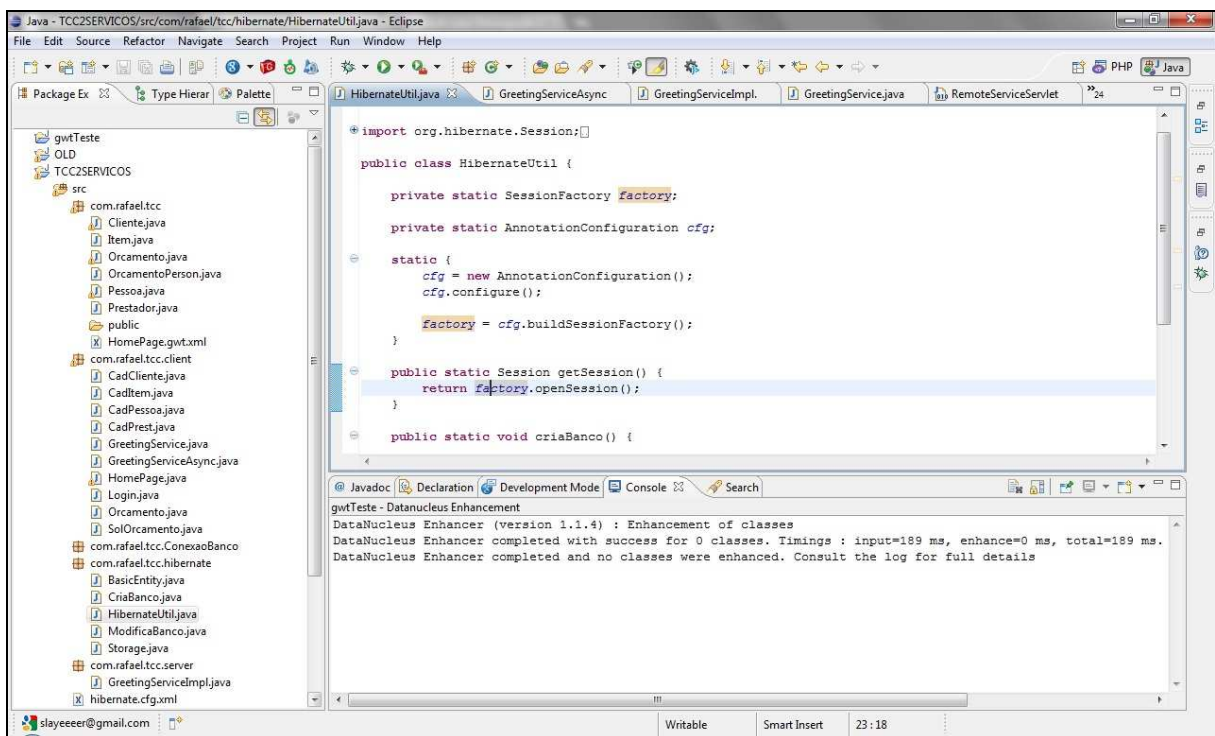 Java - TCC2SERVICOS/src/com/rafael/tcc/hibernate/HibernateUtil.java - Eclipse
File Edit Source Refactor Navigate Search Project Run Window Help
PHP Java
Package Ex Type Hierar Palette
gwtTeste
OLD
TCC2SERVICOS
src
com.rafael.tcc
Cliente.java
Item.java
Orcamento.java
OrcamentoPerson.java
Pessoa.java
Prestador.java
public
HomePage.gwt.xml
com.rafael.tcc.client
CadCliente.java
CadItem.java
CadPessoa.java
CadPrest.java
GreetingService.java
GreetingServiceAsync.java
HomePage.java
Login.java
Orcamento.java
SolOrcamento.java
com.rafael.tcc.ConexaoBanco
com.rafael.tcc.hibernate
BasicEntity.java
CriaBanco.java
HibernateUtil.java
ModificaBanco.java
Storage.java
com.rafael.tcc.server
GreetingServiceImpl.java
hibernate.cfg.xml
HibernateUtil.java GreetingServiceAsync GreetingServiceImpl. GreetingService.java RemoteServiceServlet 24
import org.hibernate.Session;
public class HibernateUtil {
private static SessionFactory factory;
private static AnnotationConfiguration cfg;
static {
cfg = new AnnotationConfiguration();
cfg.configure();
factory = cfg.buildSessionFactory();
}
public static Session getSession() {
return factory.openSession();
}
public static void criaBanco() {
Javadoc Declaration Development Mode Console Search
gwtTeste - Datanucleus Enhancement
DataNucleus Enhancer (version 1.1.4) : Enhancement of classes
DataNucleus Enhancer completed with success for 0 classes. Timings : input=189 ms, enhance=0 ms, total=189 ms.
DataNucleus Enhancer completed and no classes were enhanced. Consult the log for full details
slayeeeer@gmail.com Writable Smart Insert 23 : 18